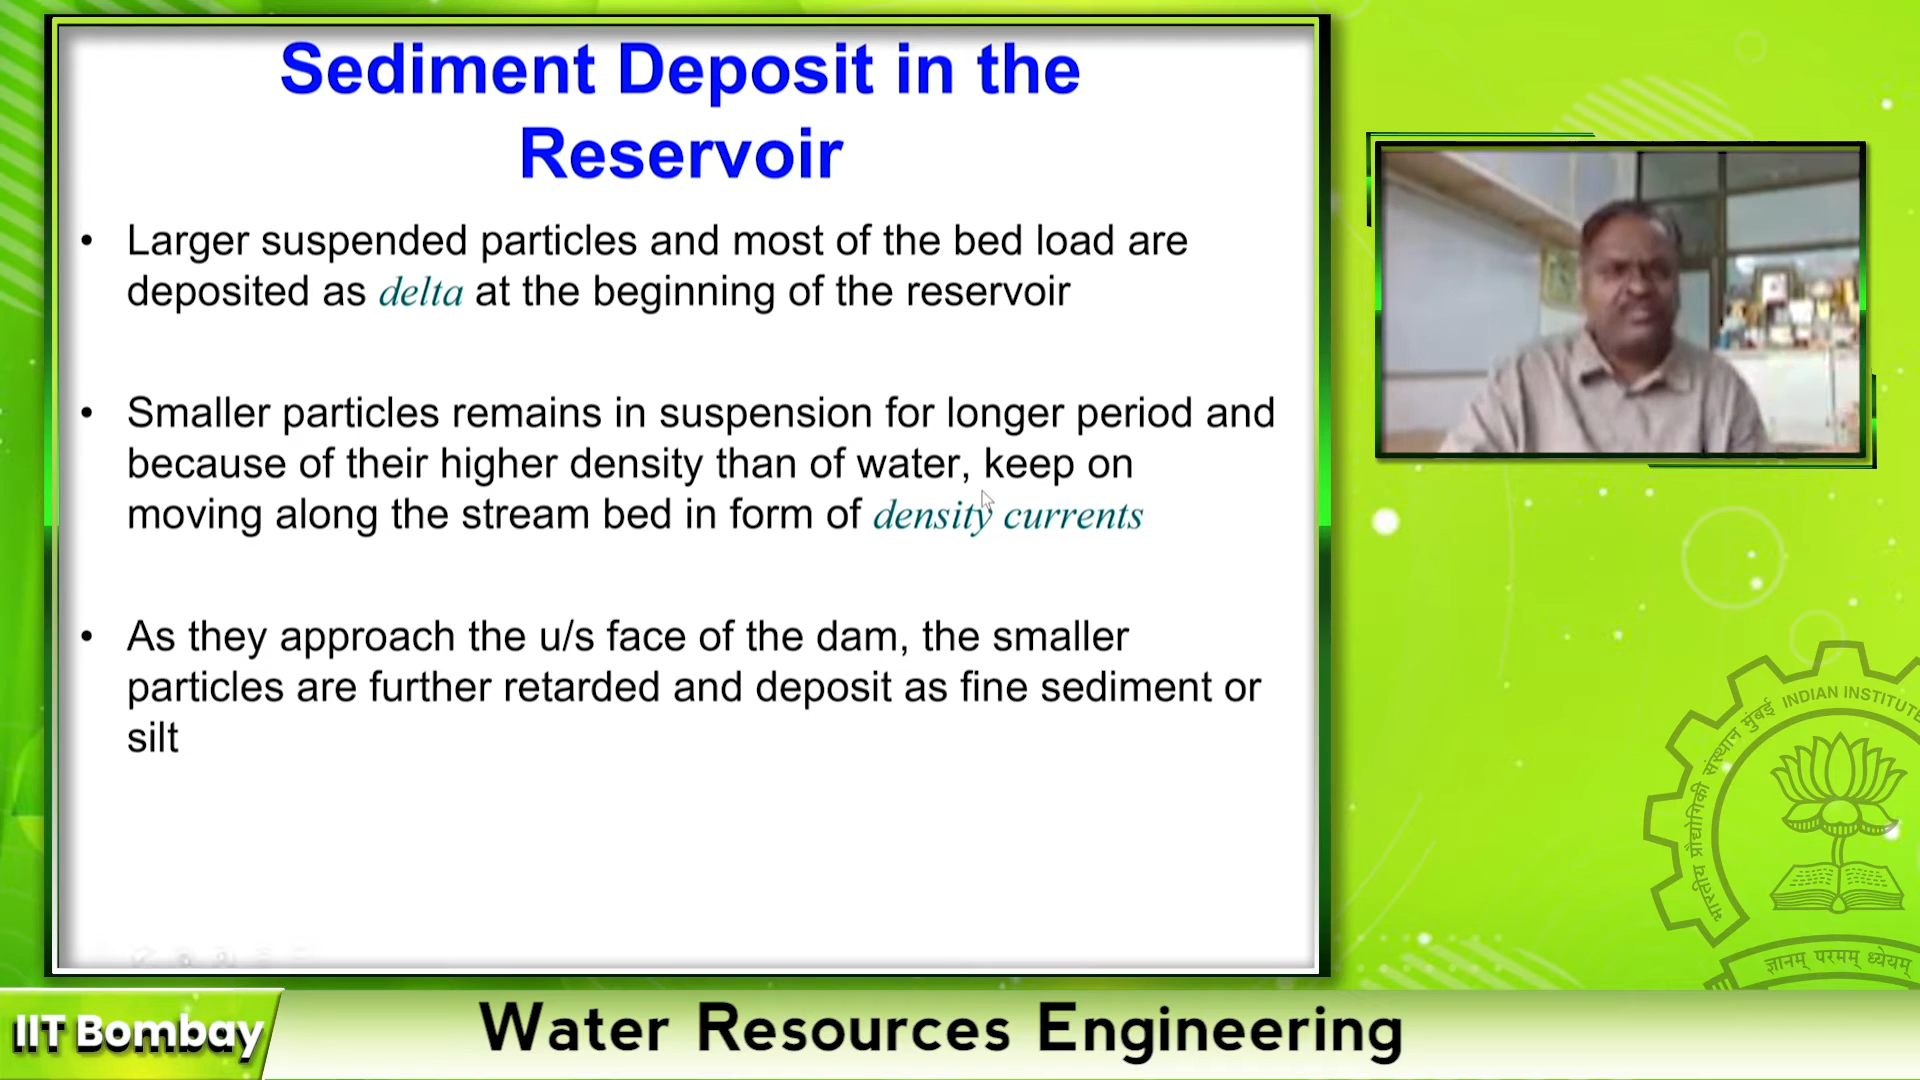 Sediment Deposit in the
Reservoir
• Larger suspended particles and most of the bed load are
deposited as delta at the beginning of the reservoir
• Smaller particles remains in suspension for longer period and
because of their higher density than of water, keep on
moving along the stream bed in form of density currents
• As they approach the u/s face of the dam, the smaller
particles are further retarded and deposit as fine sediment or
silt
भारतीय प्रौद्योगिकी संस्थान मुंबई INDIAN INSTITUTE
ज्ञानम् परमम् ध्येयम्
IIT Bombay
Water Resources Engineering